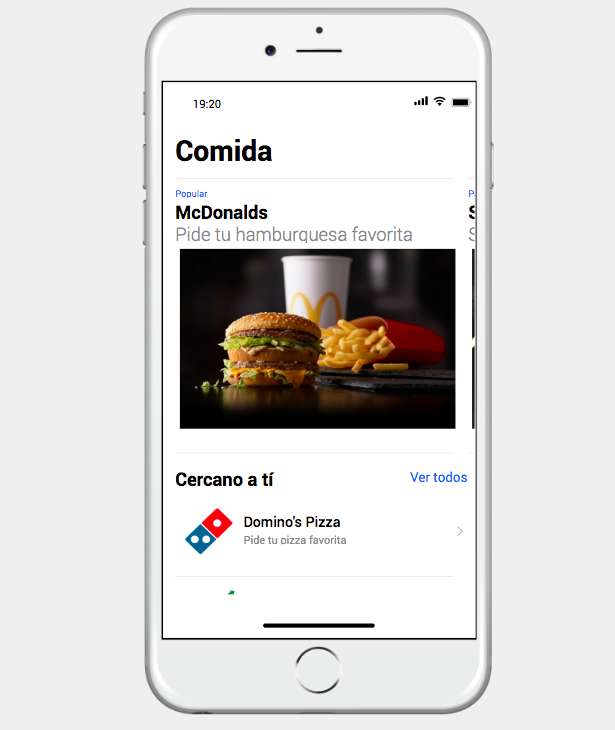 19:20
Comida
Popular
P
McDonalds
S
Pide tu hamburguesa favorita
S
Cercano a tí
Ver todos
Domino's Pizza
Pide tu pizza favorita